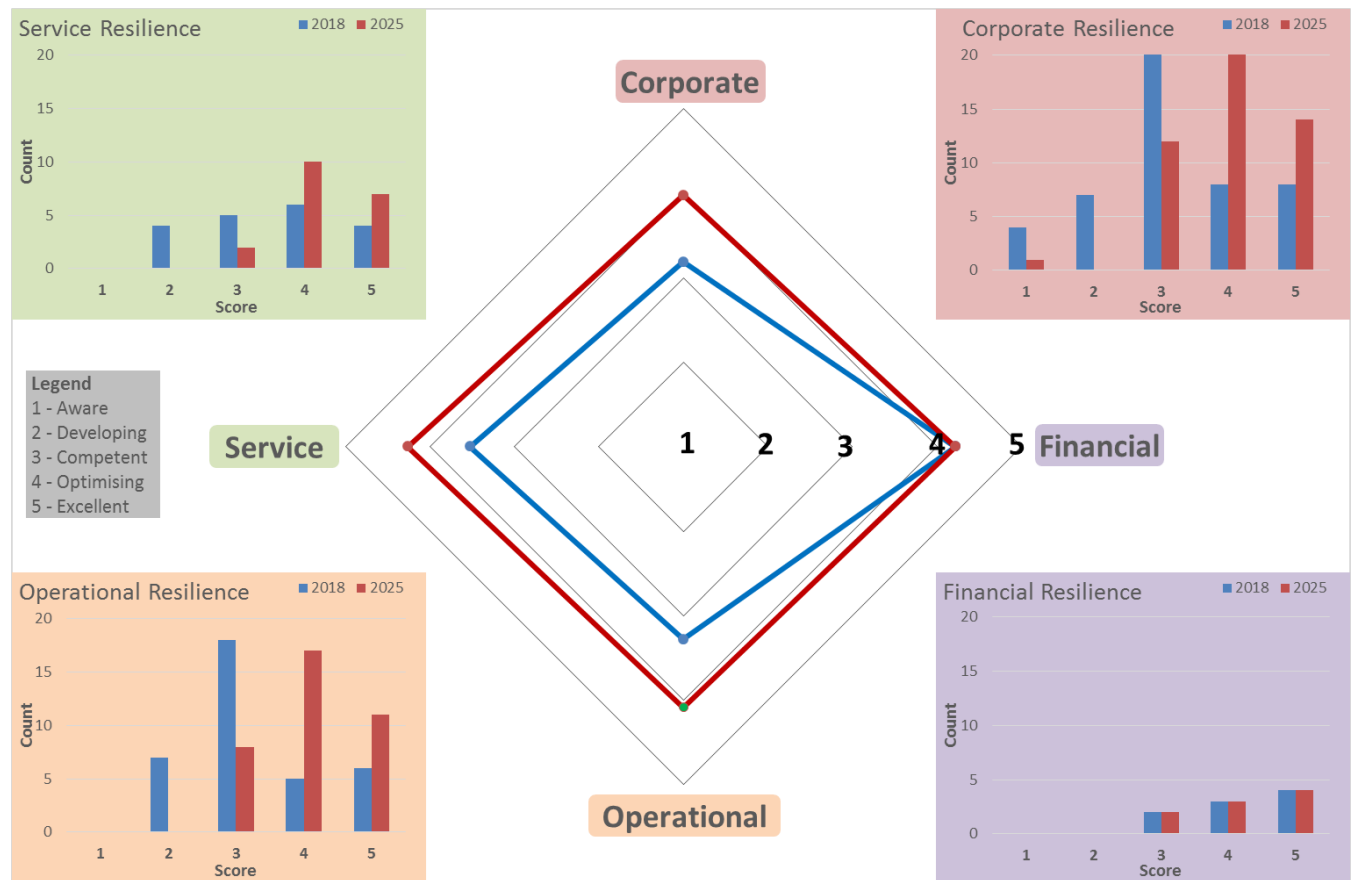 Service Resilience
2018 2025
20
15
10
5
0
Count
1 2 3 4 5
Score
Corporate
Corporate Resilience
2018 2025
20
15
10
5
0
Count
1 2 3 4 5
Score
Legend
1 - Aware
2 - Developing
3 - Competent
4 - Optimising
5 - Excellent
Service
1 2 3 4 5
Financial
Operational Resilience
2018 2025
20
15
10
5
0
Count
1 2 3 4 5
Score
Operational
Financial Resilience
2018 2025
20
15
10
5
0
Count
1 2 3 4 5
Score